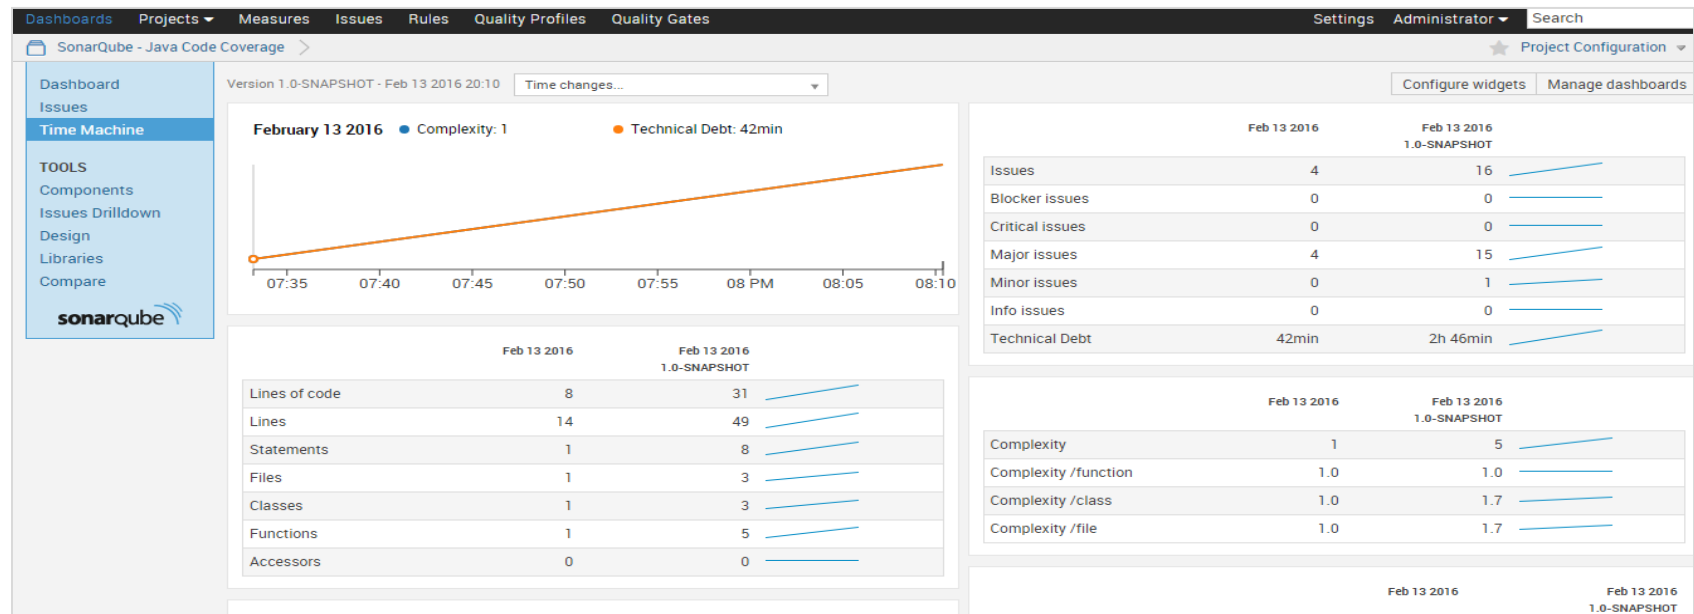 Dashboards Projects Measures Issues Rules Quality Profiles Quality Gates Settings Administrator Search
SonarQube - Java Code Coverage Project Configuration
Dashboard
Issues
Time Machine
TOOLS
Components
Issues Drilldown
Design
Libraries
Compare
sonarqube
Version 1.0-SNAPSHOT - Feb 13 2016 20:10 Time changes... Configure widgets Manage dashboards
February 13 2016 Complexity: 1 Technical Debt: 42min
07:35 07:40 07:45 07:50 07:55 08 PM 08:05 08:10
Feb 13 2016 Feb 13 2016
1.0-SNAPSHOT
Lines of code 8 31
Lines 14 49
Statements 1 8
Files 1 3
Classes 1 3
Functions 1 5
Accessors 0 0
Feb 13 2016 Feb 13 2016
1.0-SNAPSHOT
Issues 4 16
Blocker issues 0 0
Critical issues 0 0
Major issues 4 15
Minor issues 0 1
Info issues 0 0
Technical Debt 42min 2h 46min
Feb 13 2016 Feb 13 2016
1.0-SNAPSHOT
Complexity 1 5
Complexity /function 1.0 1.0
Complexity /class 1.0 1.7
Complexity /file 1.0 1.7
Feb 13 2016 Feb 13 2016
1.0-SNAPSHOT